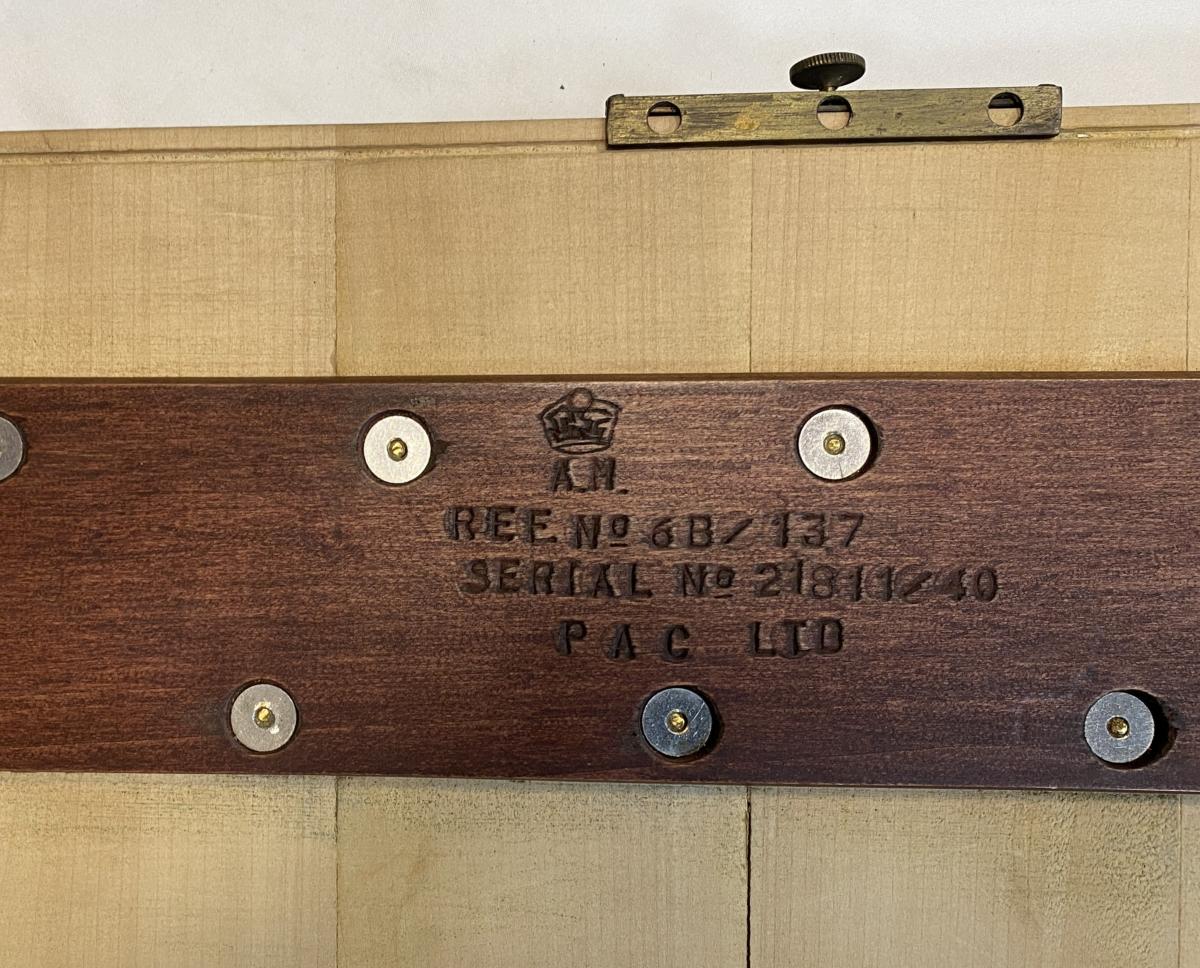 A.M.
REF Nº 6B/137
SERIAL Nº 21811/40
P A C LTD